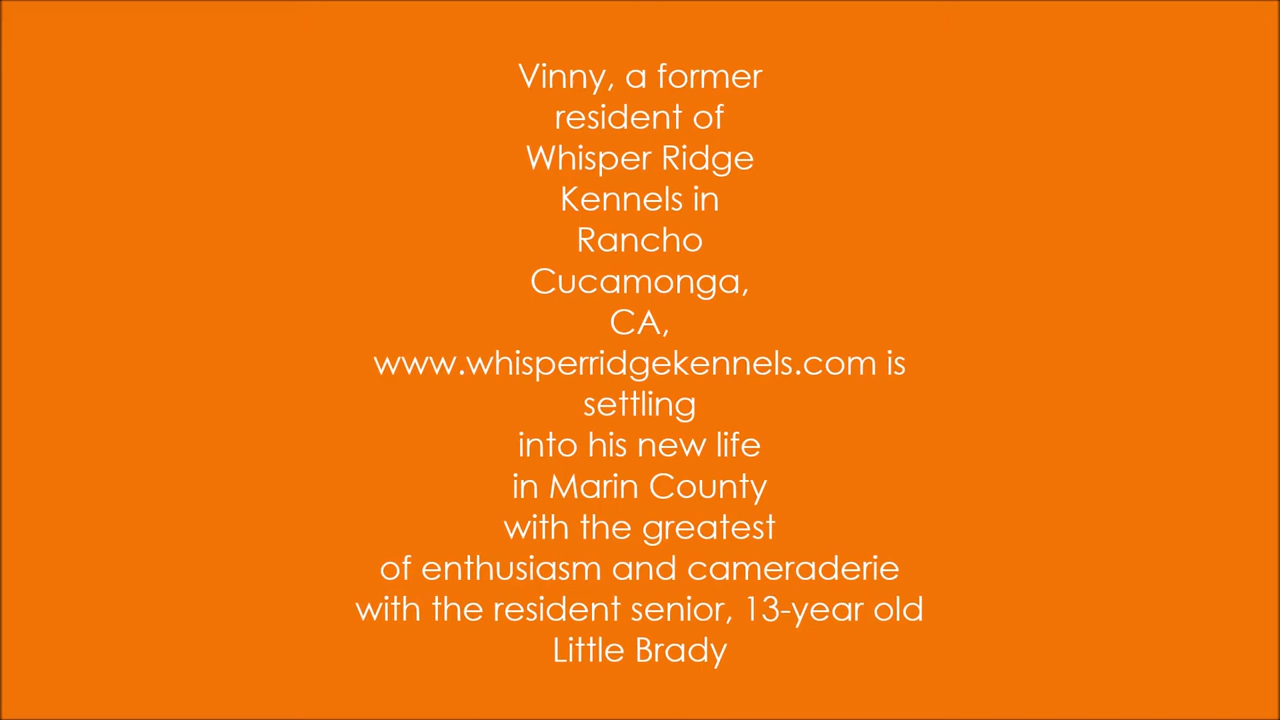 Vinny, a former
resident of
Whisper Ridge
Kennels in
Rancho
Cucamonga,
CA,
www.whisperridgekennels.com is
settling
into his new life
in Marin County
with the greatest
of enthusiasm and cameraderie
with the resident senior, 13-year old
Little Brady